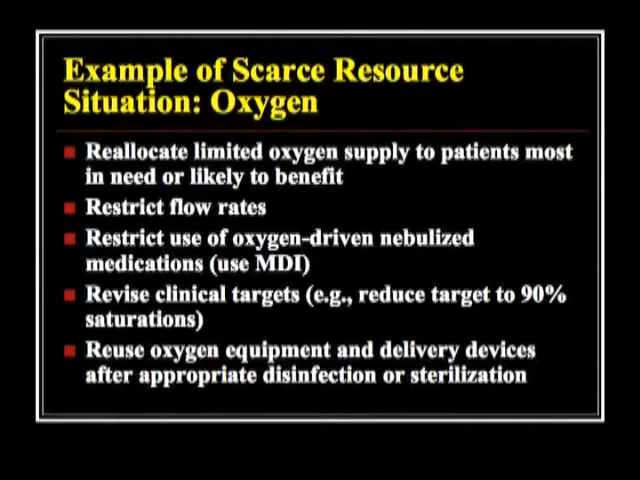 Example of Scarce Resource
Situation: Oxygen
Reallocate limited oxygen supply to patients most
in need or likely to benefit
Restrict flow rates
Restrict use of oxygen-driven nebulized
medications (use MDI)
Revise clinical targets (e.g., reduce target to 90%
saturations)
Reuse oxygen equipment and delivery devices
after appropriate disinfection or sterilization